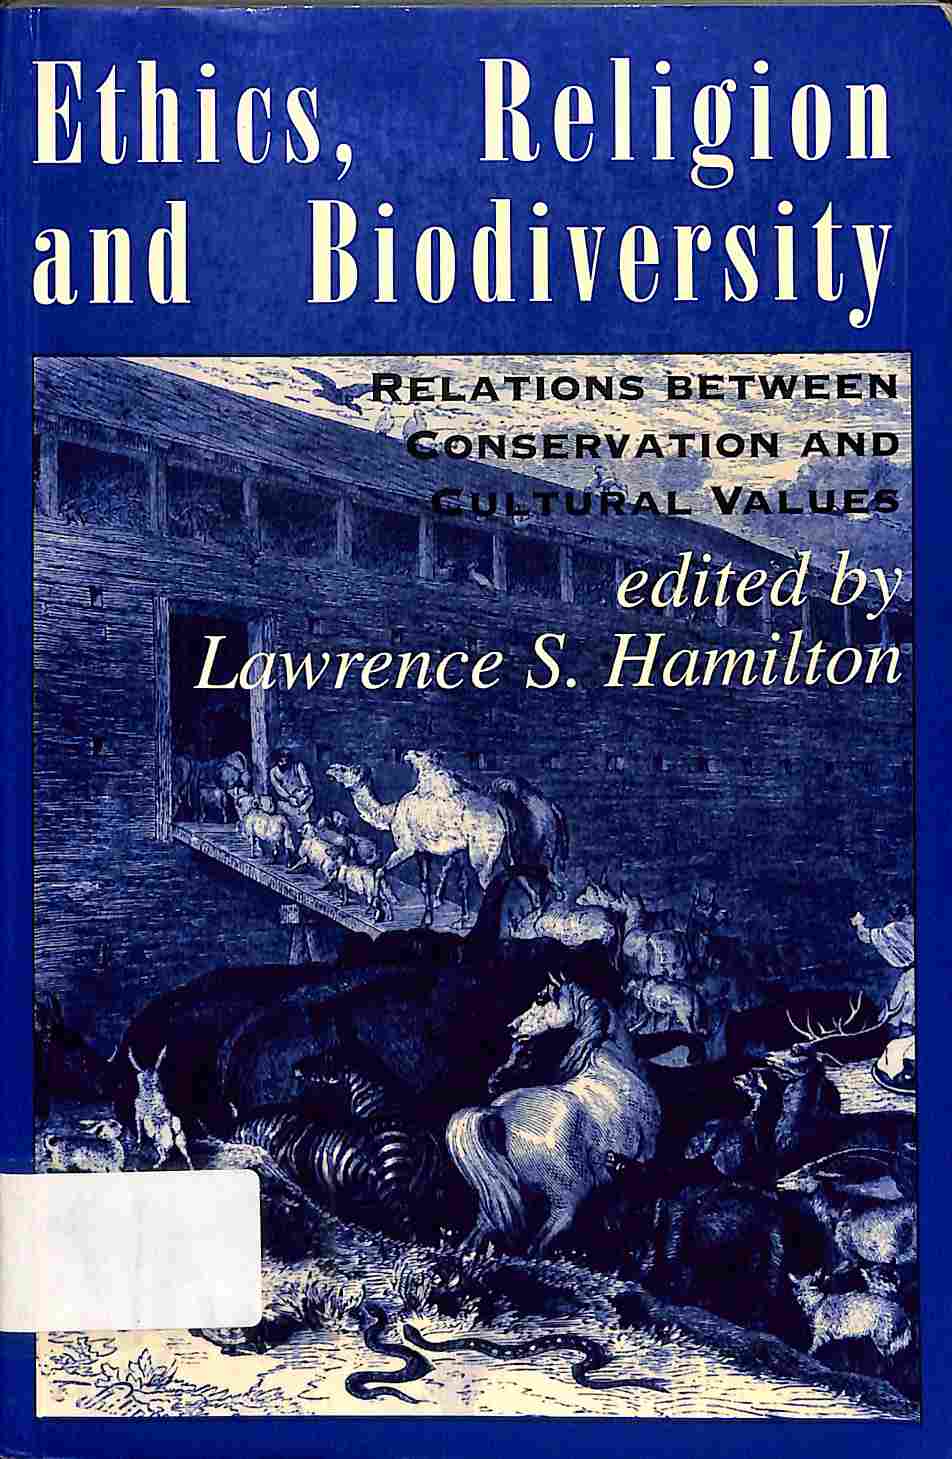 Ethics, Religion
and Biodiversity
RELATIONS BETWEEN
CONSERVATION AND
CULTURAL VALUES
edited by
Lawrence S. Hamilton